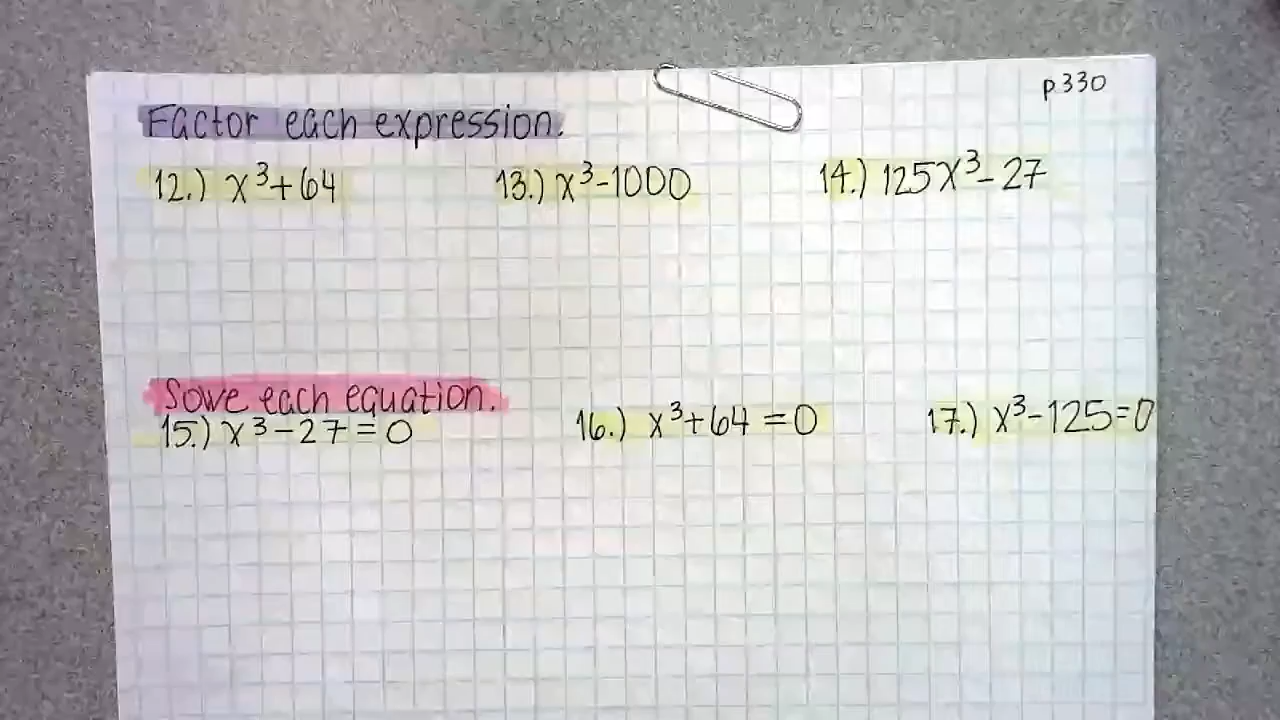 p330
Factor each expression.
12.) x³+64 13.) x³-1000 14.) 125x³-27
Solve each equation.
15.) x³-27=0 16.) x³+64=0 17.) x³-125=0